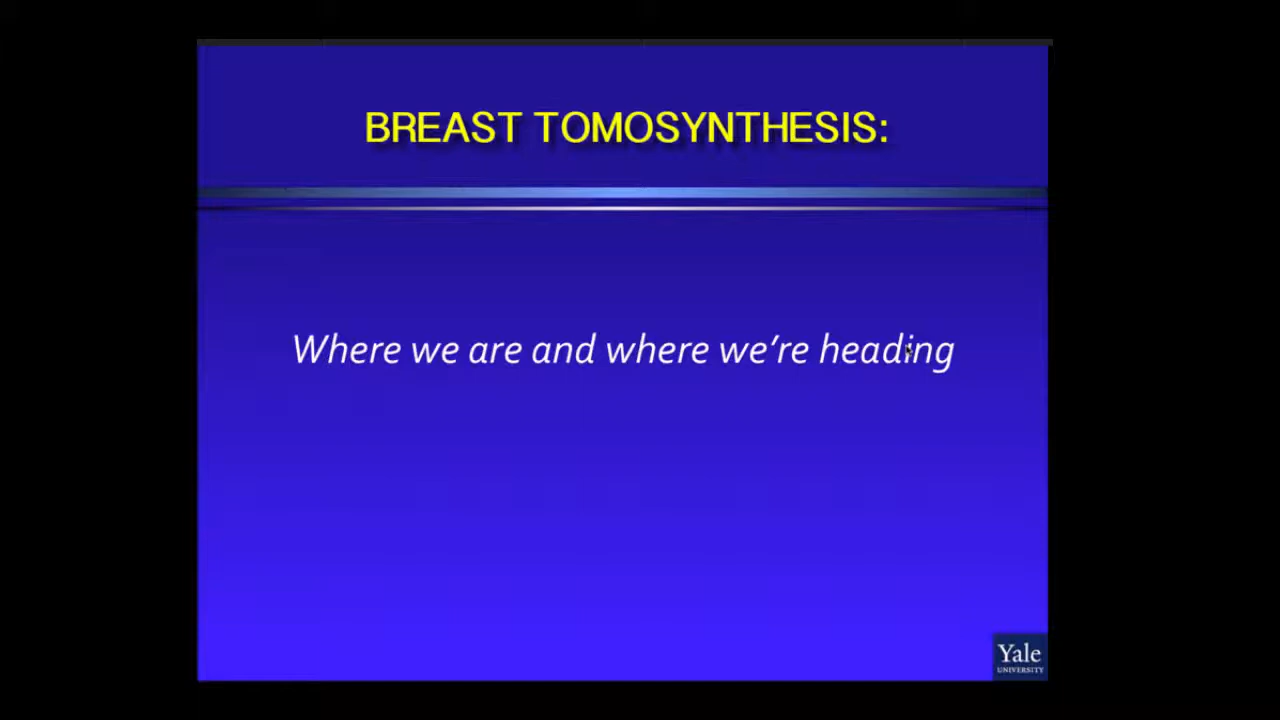 BREAST TOMOSYNTHESIS:
Where we are and where we're heading
Yale
UNIVERSITY